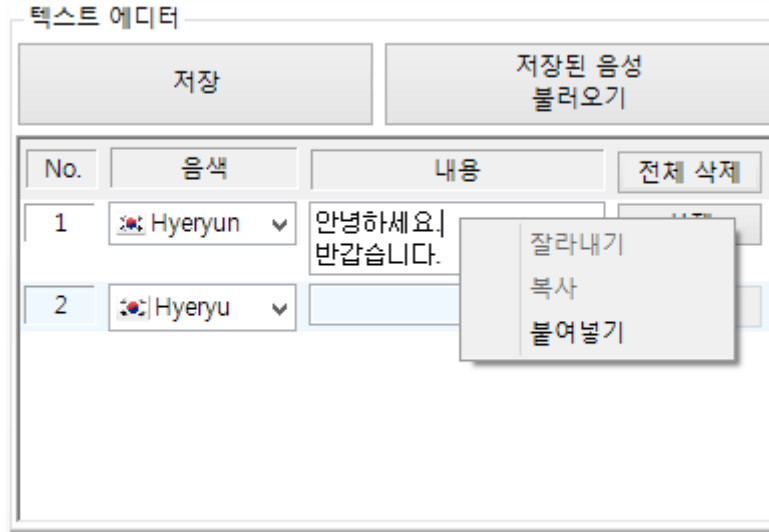 텍스트 에디터
저장
저장된 음성
불러오기
No. 음색 내용 전체 삭제
1 Hyeryun 안녕하세요.
반갑습니다.
2 Hyeryu
잘라내기
복사
붙여넣기